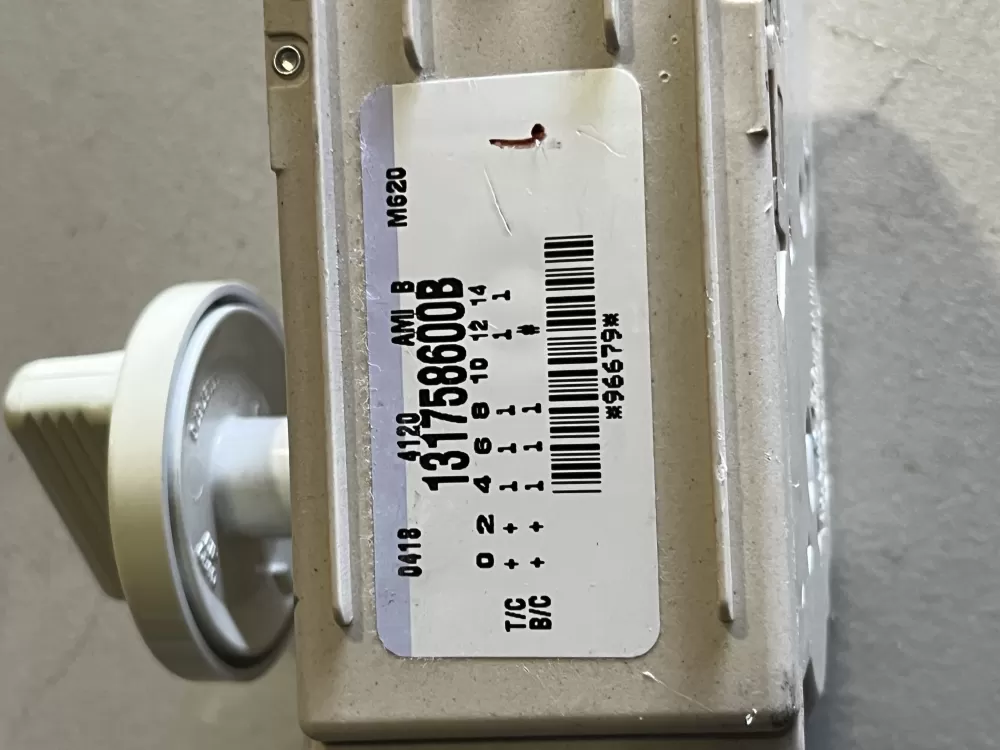 0418 4120 AMI B M620
131758600B
0 2 4 6 8 10 12 14
T/C + + 1 1 1 1 1
B/C + + 1 1 1 #
*96679*